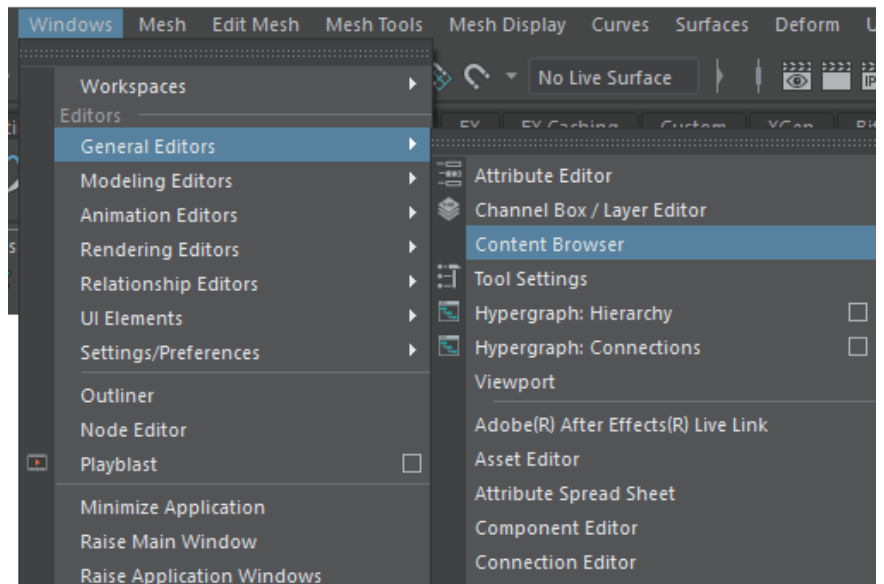 Windows Mesh Edit Mesh Mesh Tools Mesh Display Curves Surfaces Deform
No Live Surface
Workspaces
Editors
FX FX Caching Custom XGen
General Editors
Modeling Editors
Animation Editors
Rendering Editors
Relationship Editors
UI Elements
Settings/Preferences
Outliner
Node Editor
Playblast
Minimize Application
Raise Main Window
Raise Application Windows
Attribute Editor
Channel Box / Layer Editor
Content Browser
Tool Settings
Hypergraph: Hierarchy
Hypergraph: Connections
Viewport
Adobe(R) After Effects(R) Live Link
Asset Editor
Attribute Spread Sheet
Component Editor
Connection Editor